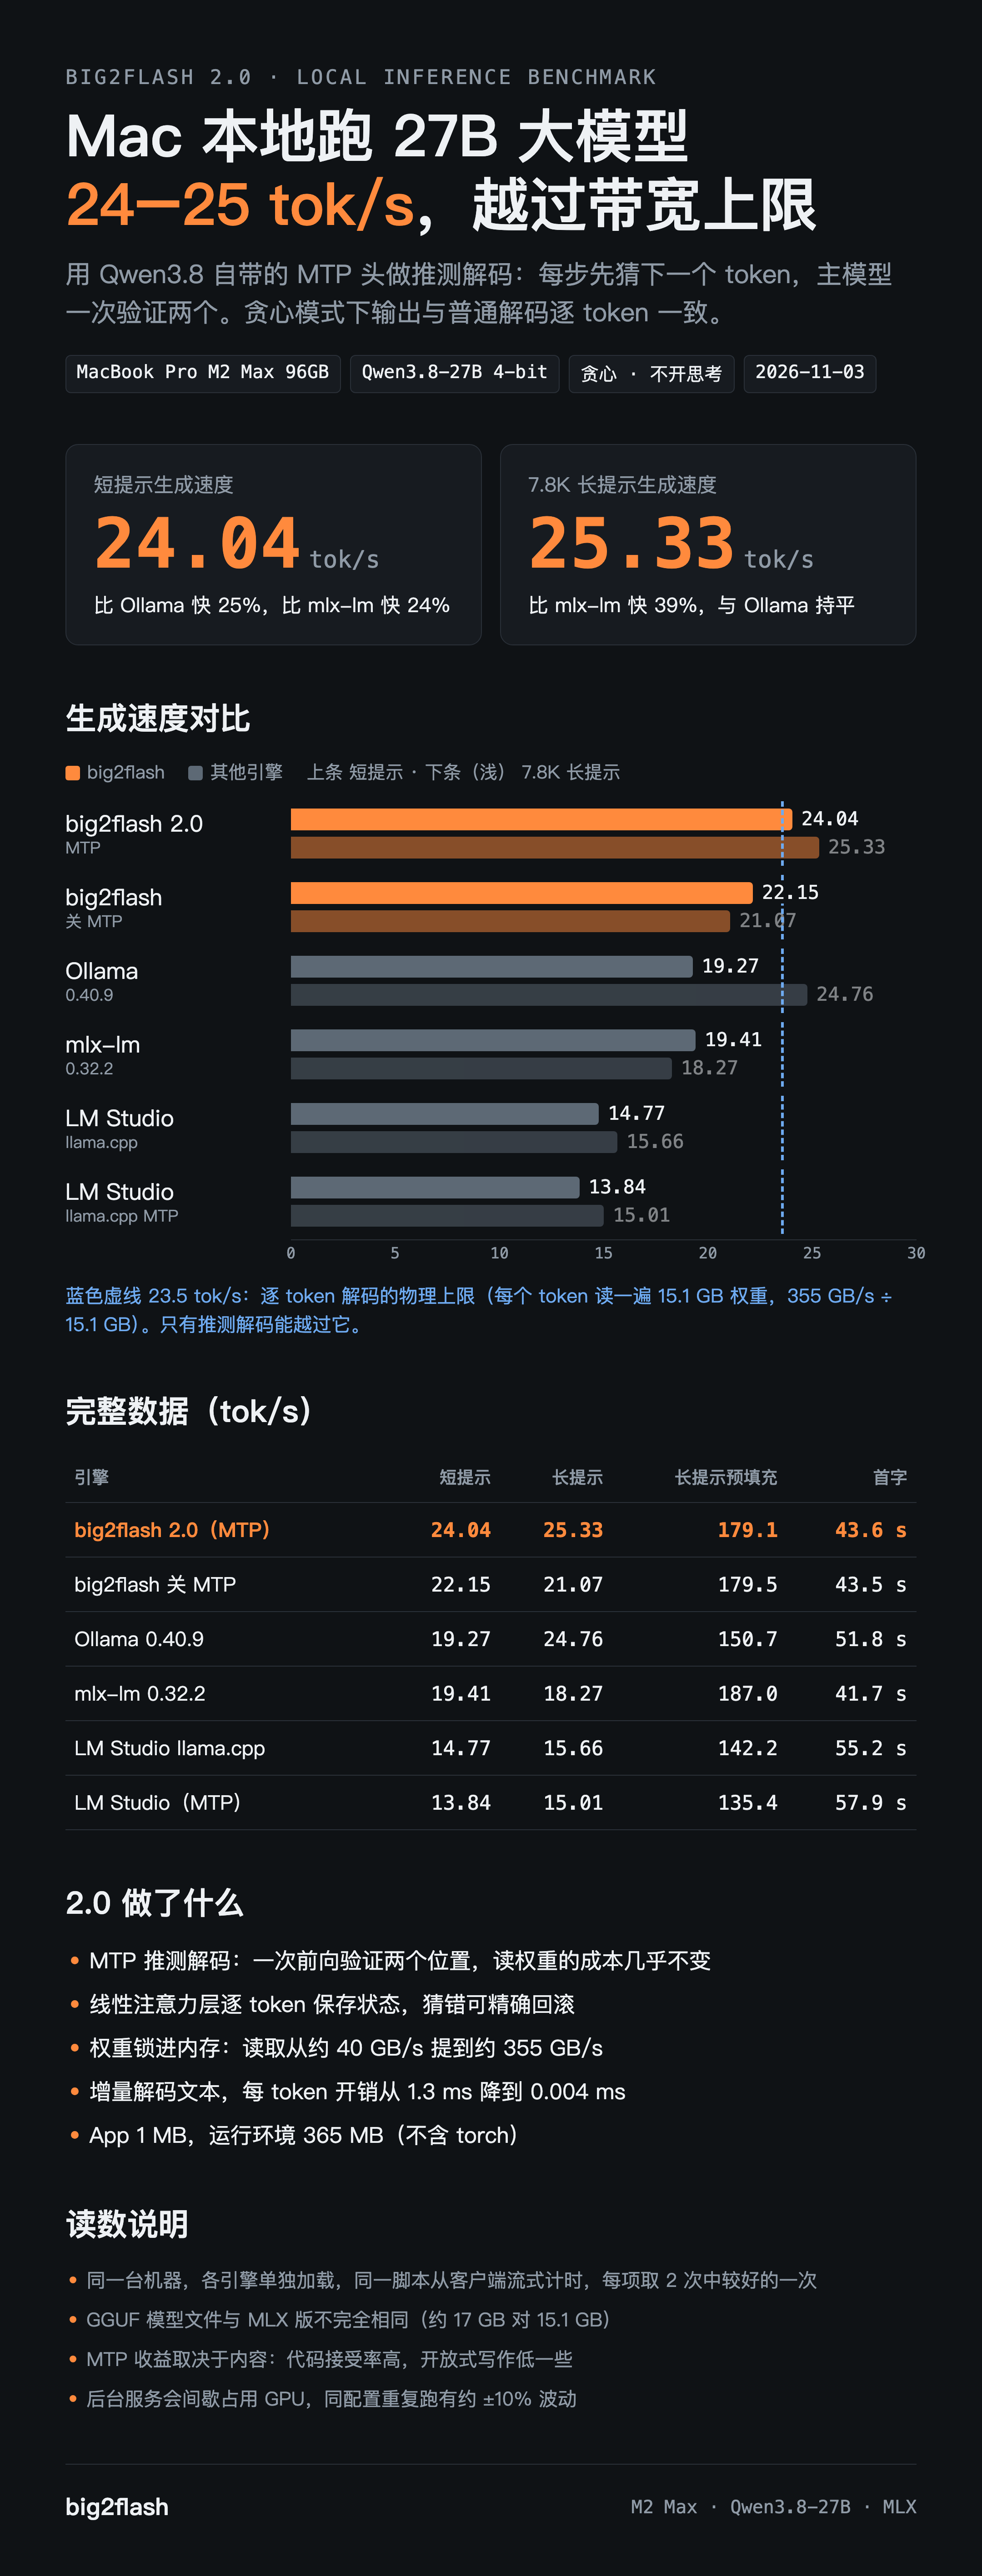 BIG2FLASH 2.0 · LOCAL INFERENCE BENCHMARK
Mac 本地跑 27B 大模型
24—25 tok/s，越过带宽上限
用 Qwen3.8 自带的 MTP 头做推测解码：每步先猜下一个 token，主模型
一次验证两个。贪心模式下输出与普通解码逐 token 一致。
MacBook Pro M2 Max 96GB
Qwen3.8-27B 4-bit
贪心 · 不开思考
2026-11-03
短提示生成速度
24.04 tok/s
比 Ollama 快 25%，比 mlx-lm 快 24%
7.8K 长提示生成速度
25.33 tok/s
比 mlx-lm 快 39%，与 Ollama 持平
生成速度对比
big2flash 其他引擎 上条 短提示 · 下条（浅） 7.8K 长提示
big2flash 2.0
MTP
24.04
25.33
big2flash
关 MTP
22.15
21.07
Ollama
0.40.9
19.27
24.76
mlx-lm
0.32.2
19.41
18.27
LM Studio
llama.cpp
14.77
15.66
LM Studio
llama.cpp MTP
13.84
15.01
0 5 10 15 20 25 30
蓝色虚线 23.5 tok/s：逐 token 解码的物理上限（每个 token 读一遍 15.1 GB 权重，355 GB/s ÷
15.1 GB）。只有推测解码能越过它。
完整数据（tok/s）
引擎 短提示 长提示 长提示预填充 首字
big2flash 2.0（MTP） 24.04 25.33 179.1 43.6 s
big2flash 关 MTP 22.15 21.07 179.5 43.5 s
Ollama 0.40.9 19.27 24.76 150.7 51.8 s
mlx-lm 0.32.2 19.41 18.27 187.0 41.7 s
LM Studio llama.cpp 14.77 15.66 142.2 55.2 s
LM Studio（MTP） 13.84 15.01 135.4 57.9 s
2.0 做了什么
• MTP 推测解码：一次前向验证两个位置，读权重的成本几乎不变
• 线性注意力层逐 token 保存状态，猜错可精确回滚
• 权重锁进内存：读取从约 40 GB/s 提到约 355 GB/s
• 增量解码文本，每 token 开销从 1.3 ms 降到 0.004 ms
• App 1 MB，运行环境 365 MB（不含 torch）
读数说明
• 同一台机器，各引擎单独加载，同一脚本从客户端流式计时，每项取 2 次中较好的一次
• GGUF 模型文件与 MLX 版不完全相同（约 17 GB 对 15.1 GB）
• MTP 收益取决于内容：代码接受率高，开放式写作低一些
• 后台服务会间歇占用 GPU，同配置重复跑有约 ±10% 波动
big2flash
M2 Max · Qwen3.8-27B · MLX